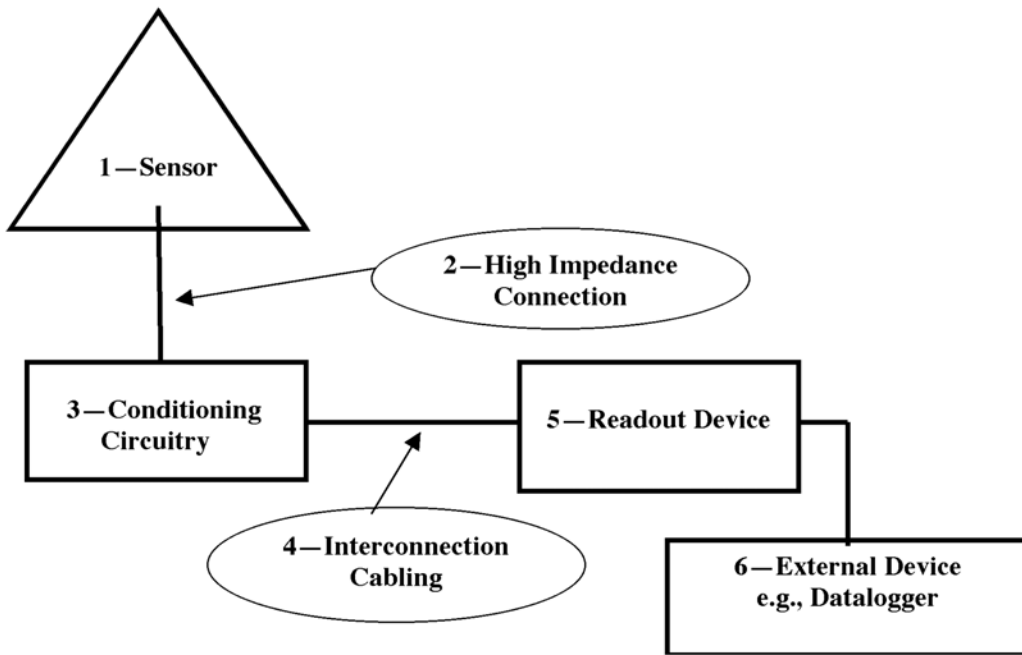 1—Sensor
2—High Impedance
Connection
3—Conditioning
Circuitry
5—Readout Device
4—Interconnection
Cabling
6—External Device
e.g., Datalogger